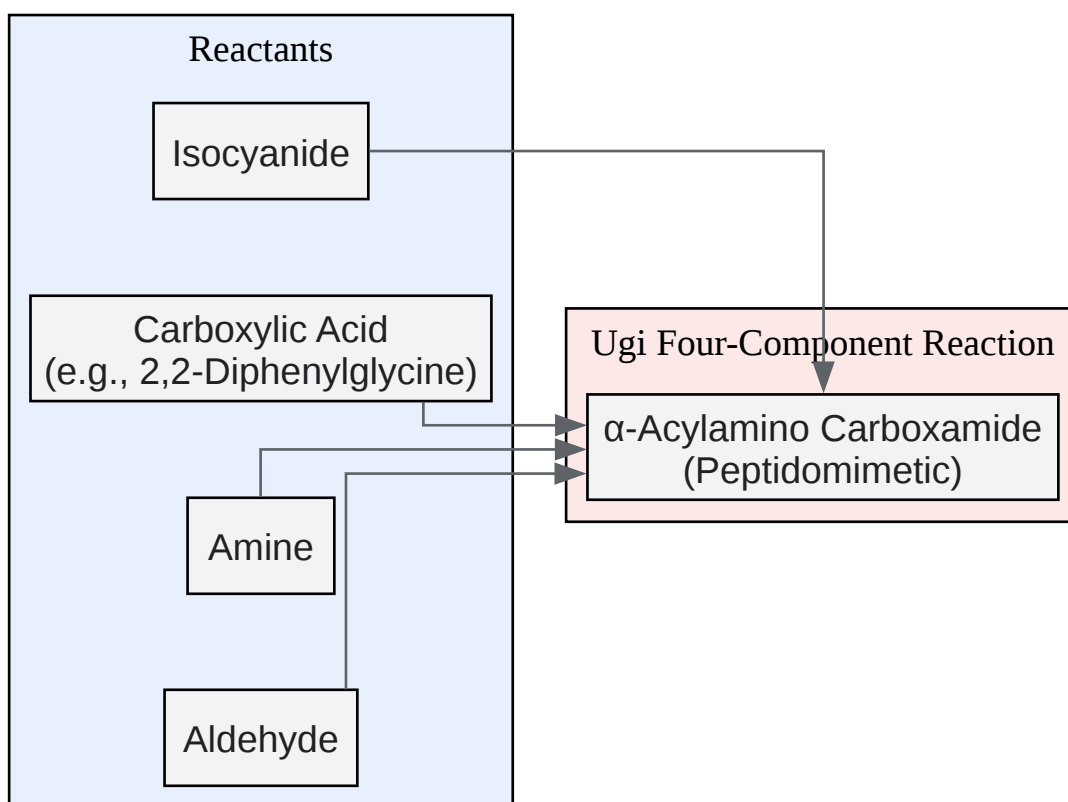 Reactants
Isocyanide
Carboxylic Acid
(e.g., 2,2-Diphenylglycine)
Ugi Four-Component Reaction
α-Acylamino Carboxamide
(Peptidomimetic)
Amine
Aldehyde